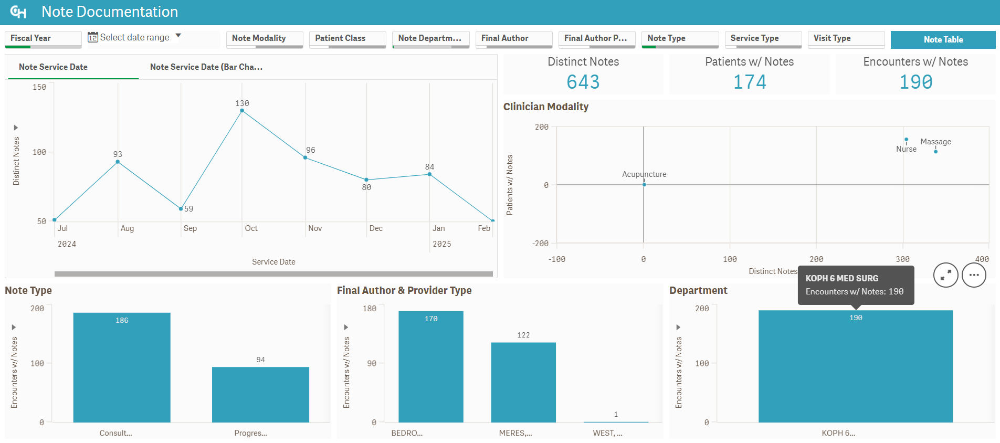 Note Documentation
Fiscal Year
12
Select date range
Note Modality
Patient Class
Note Departm...
Final Author
Final Author P...
Note Type
Service Type
Visit Type
Note Table
Note Service Date
Note Service Date (Bar Cha...
Distinct Notes
150
100
50
93
59
130
96
80
84
Jul
Aug
Sep
Oct
Nov
Dec
Jan
Feb
2024
2025
Service Date
Distinct Notes
643
Patients w/ Notes
174
Encounters w/ Notes
190
Clinician Modality
Patients w/ Notes
200
0
-200
Acupuncture
Nurse
Massage
-100
0
100
200
300
400
Distinct Notes
KOPH 6 MED SURG
Encounters w/ Notes: 190
Note Type
Encounters w/ Notes
200
100
0
186
94
Consult...
Progres...
Final Author & Provider Type
Encounters w/ Notes
180
90
0
170
122
1
BEDRO...
MERES,...
WEST, ...
Department
Encounters w/ Notes
200
100
0
190
KOPH 6...